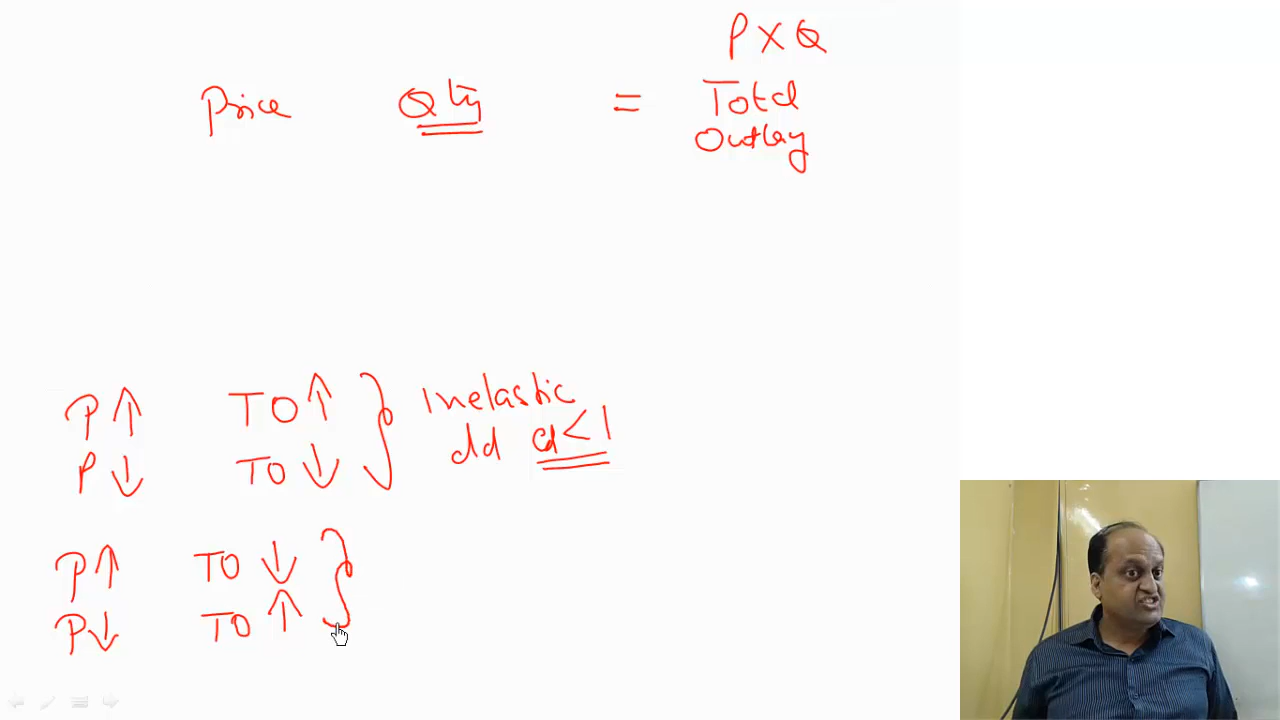 P X Q
Price Qty = Total
Outlay
P ↑ TO ↑ } Inelastic
P ↓ TO ↓ dd ed < 1
P ↑ TO ↓ }
P ↓ TO ↑